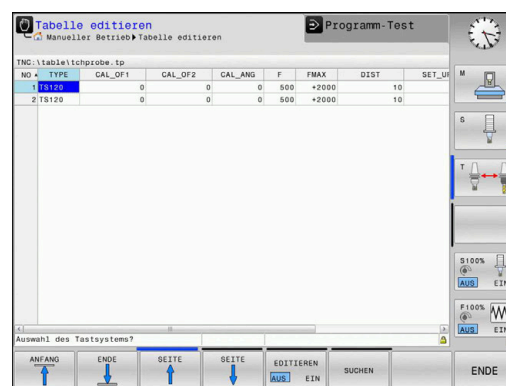 Tabelle editieren
Programm-Test
Manueller Betrieb Tabelle editieren
TNC:\table\tchprobe.tp
NO TYPE CAL_OF1 CAL_OF2 CAL_ANG F FMAX DIST
1 TS120 0 0 0 500 +2000 10
2 TS120 0 0 0 500 +2000 10
M
S
T
S100%
AUS EIN
F100%
AUS EIN
Auswahl des Tastsystems?
ANFANG ENDE SEITE SEITE EDITIEREN SUCHEN ENDE
AUS EIN